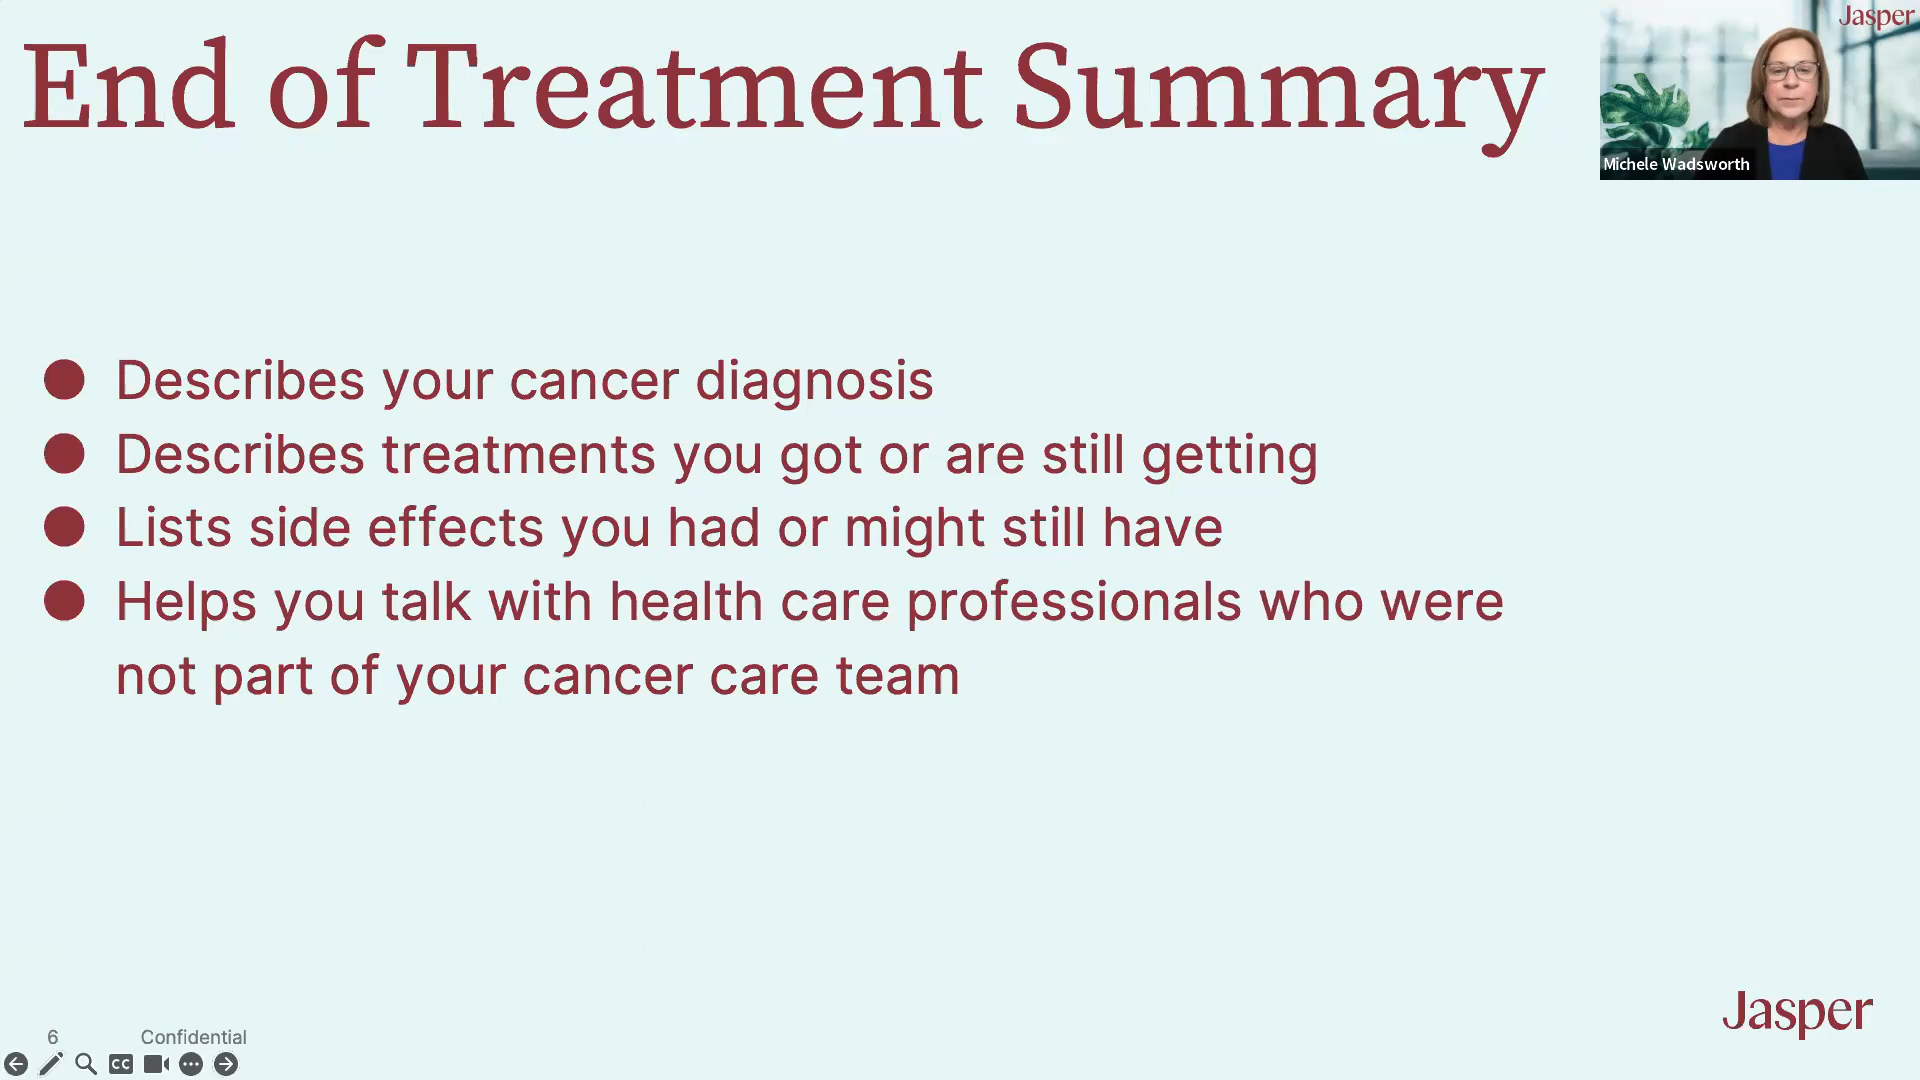 End of Treatment Summary
Jasper
Michele Wadsworth
● Describes your cancer diagnosis
● Describes treatments you got or are still getting
● Lists side effects you had or might still have
● Helps you talk with health care professionals who were
not part of your cancer care team
Jasper
6 Confidential
CC